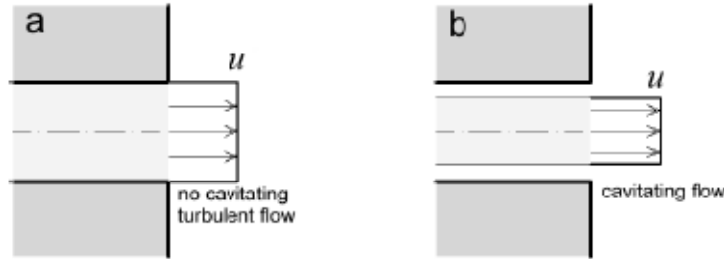 a
u
no cavitating
turbulent flow
b
u
cavitating flow